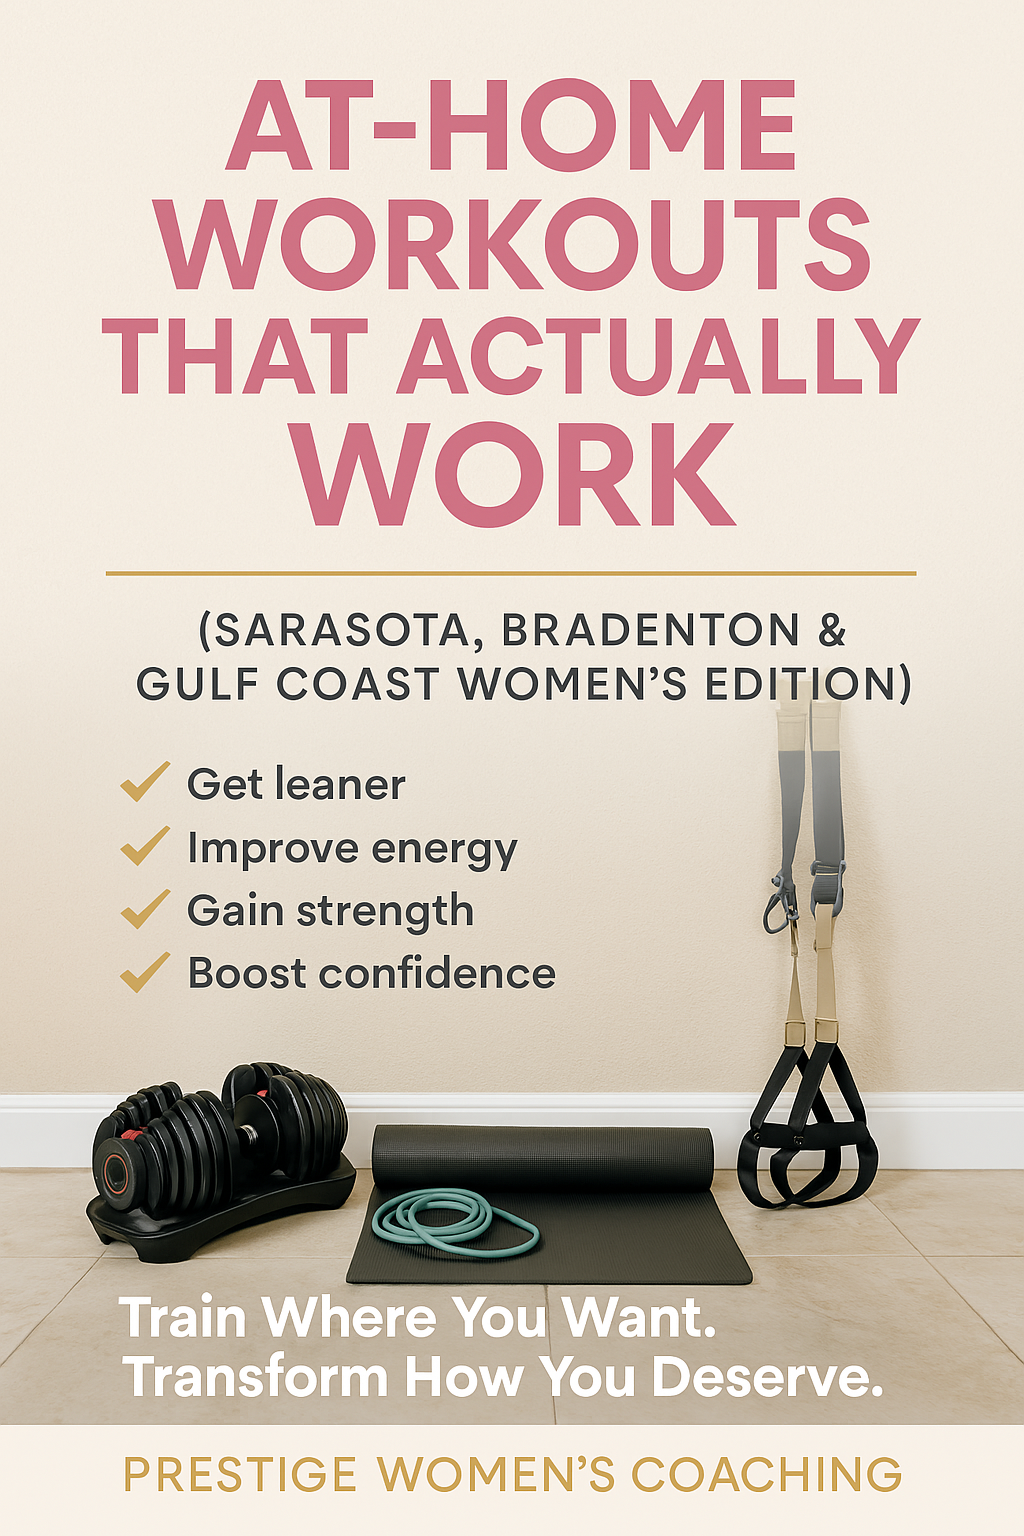 AT-HOME
WORKOUTS
THAT ACTUALLY
WORK
(SARASOTA, BRADENTON &
GULF COAST WOMEN’S EDITION)
Get leaner
Improve energy
Gain strength
Boost confidence
Train Where You Want.
Transform How You Deserve.
PRESTIGE WOMEN’S COACHING